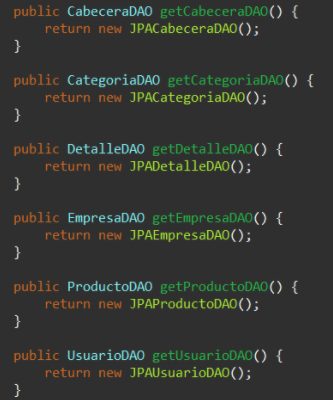 public CabeceraDAO getCabeceraDAO() {
return new JPACabeceraDAO();
}
public CategoriaDAO getCategoriaDAO() {
return new JPACategoriaDAO();
}
public DetalleDAO getDetalleDAO() {
return new JPADetalleDAO();
}
public EmpresaDAO getEmpresaDAO() {
return new JPAEmpresaDAO();
}
public ProductoDAO getProductoDAO() {
return new JPAProductoDAO();
}
public UsuarioDAO getUsuarioDAO() {
return new JPAUsuarioDAO();
}